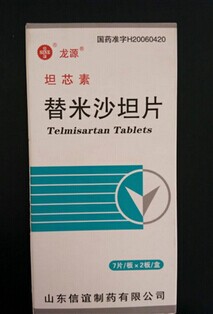 国药准字H20060420
龙源®
坦芯素
替米沙坦片
Telmisartan Tablets
7片/板×2板/盒
山东信谊制药有限公司